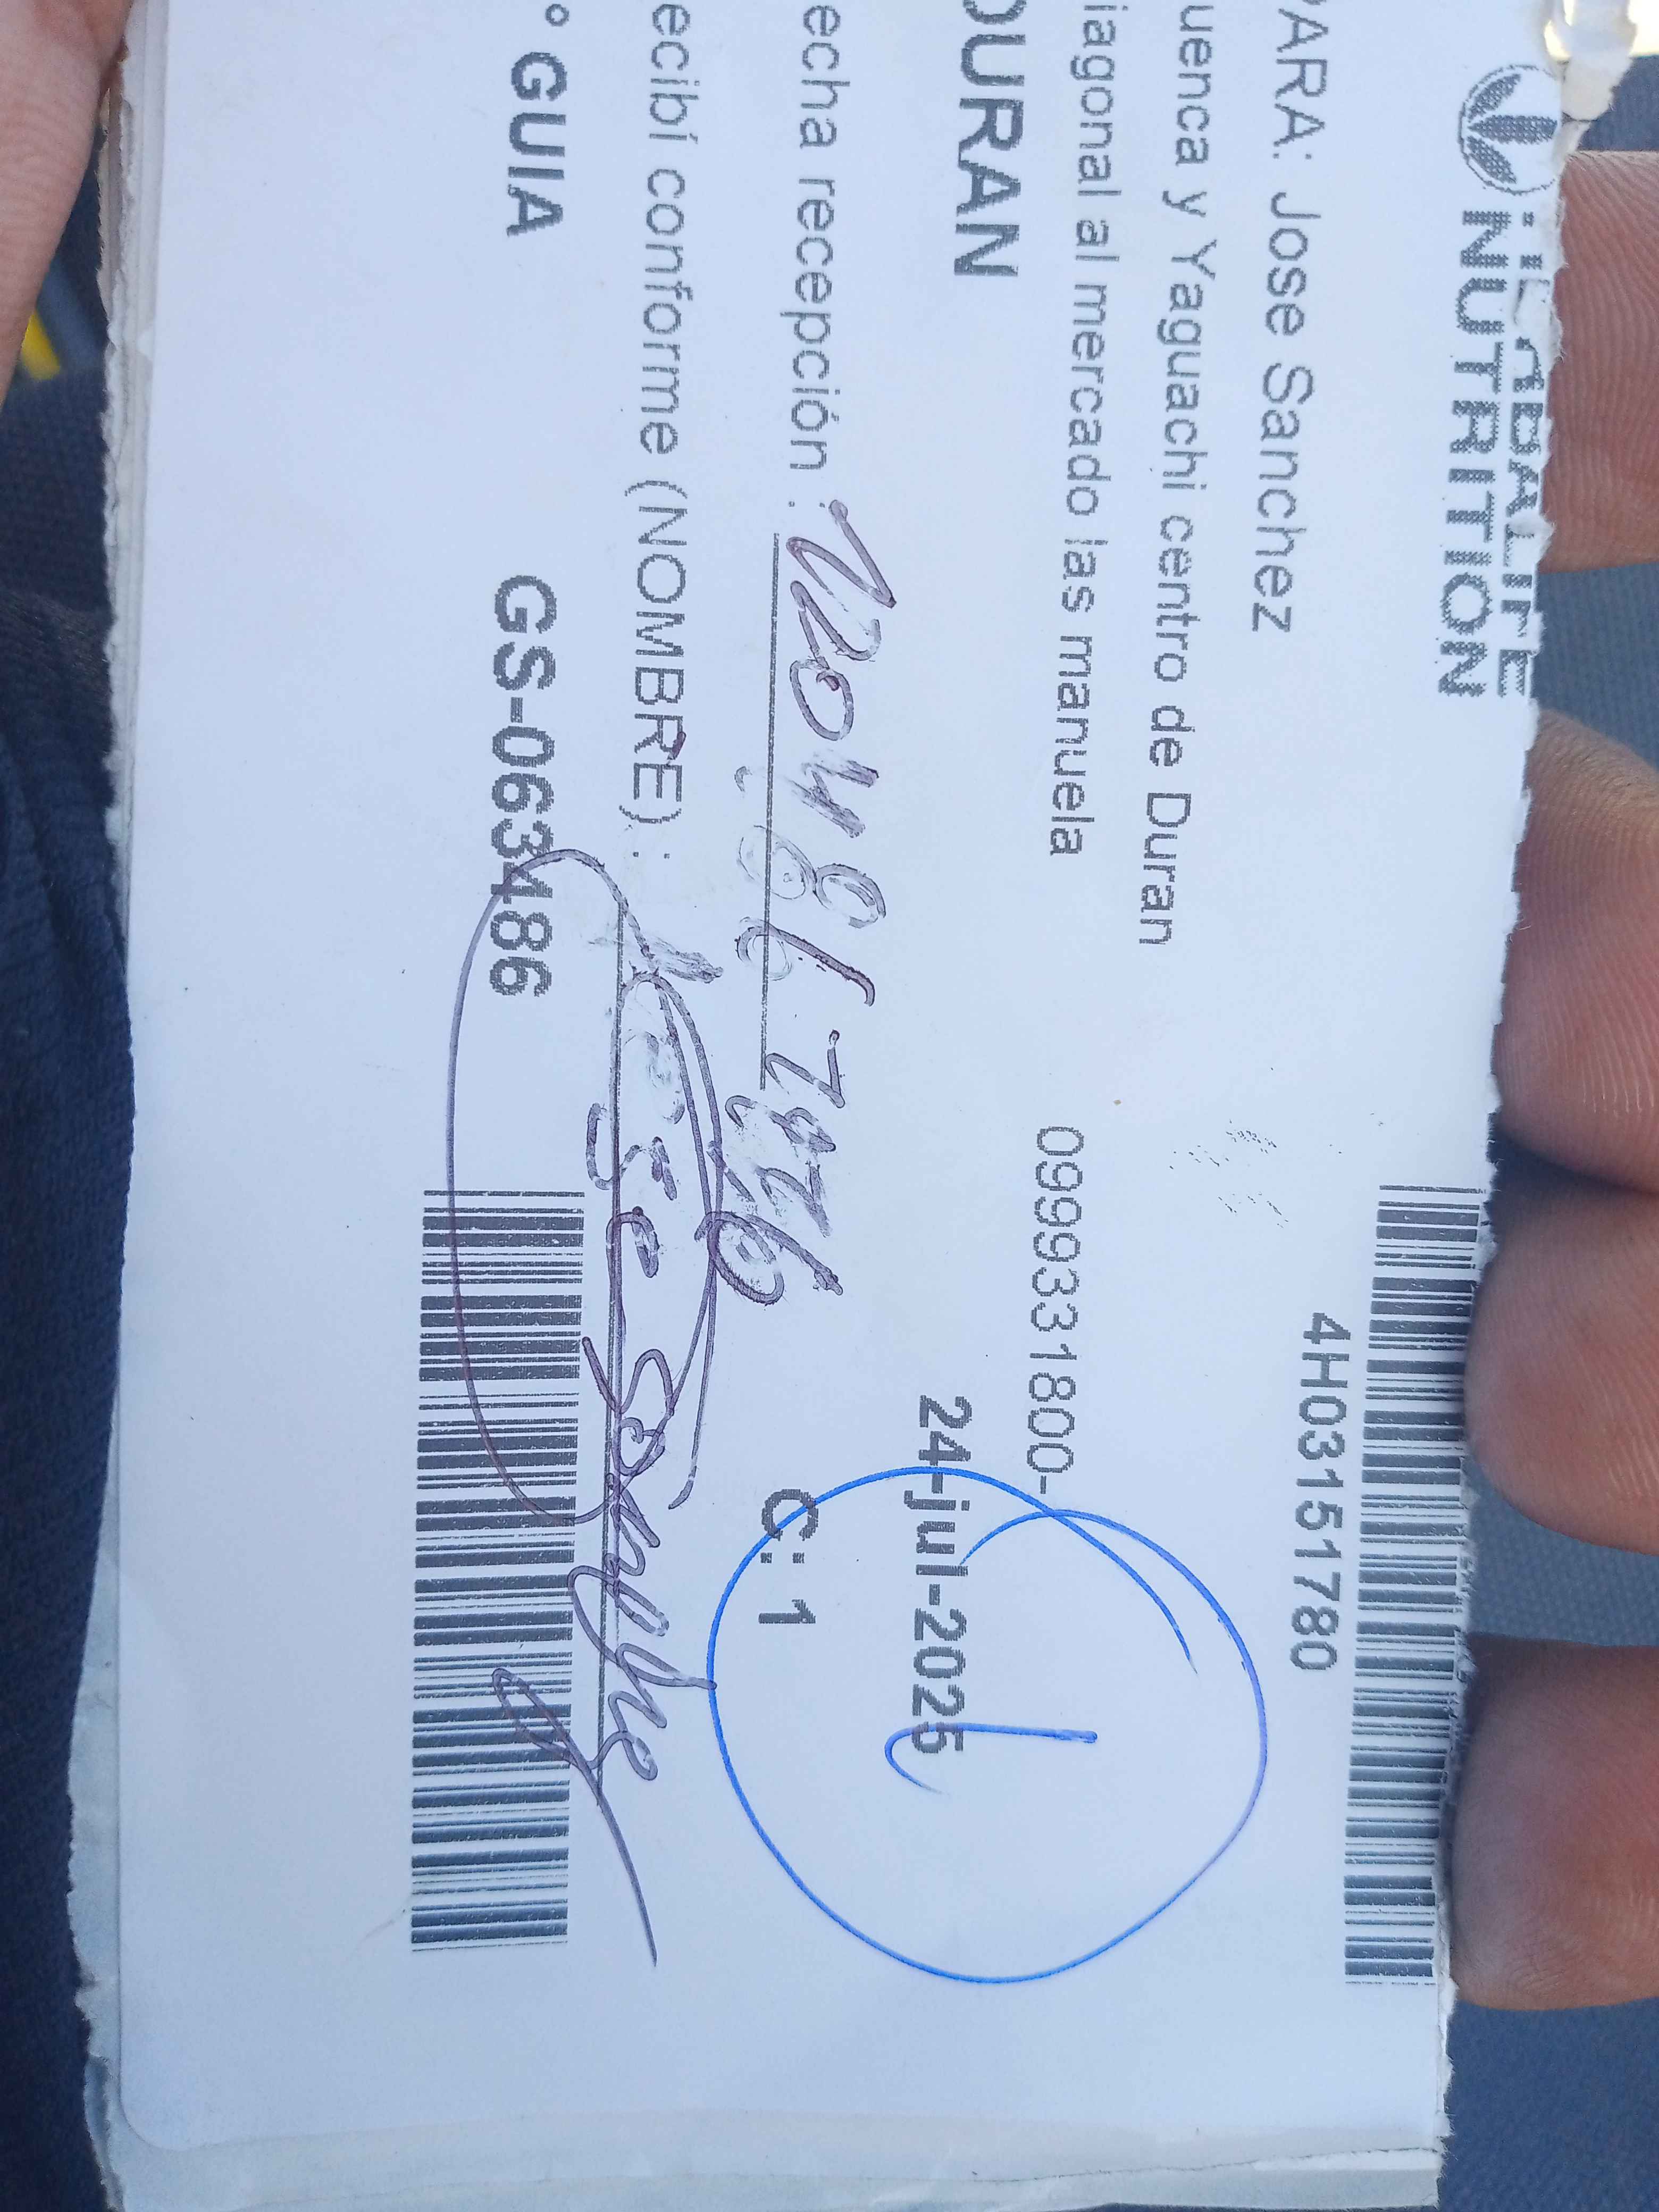 HERBALIFE
NUTRITION
4H03151780
PARA: Jose Sanchez
uenca y Yaguachi centro de Duran
iagonal al mercado las manuela
0999331800-
DURAN
24-jul-2025
echa recepción :
C: 1
ecibí conforme (NOMBRE) :
° GUIA
GS-063486